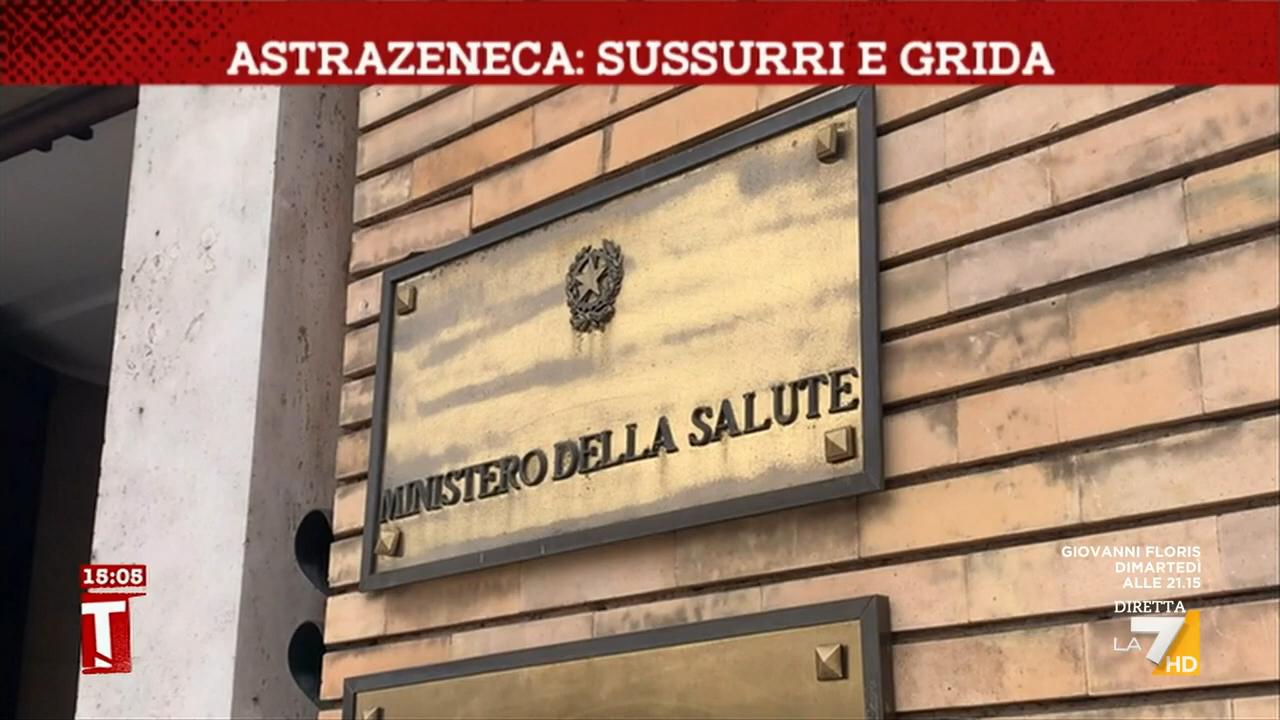 ASTRAZENECA: SUSSURRI E GRIDA
MINISTERO DELLA SALUTE
15:05
T
GIOVANNI FLORIS
DIMARTEDÌ
ALLE 21.15
DIRETTA
LA 7 HD